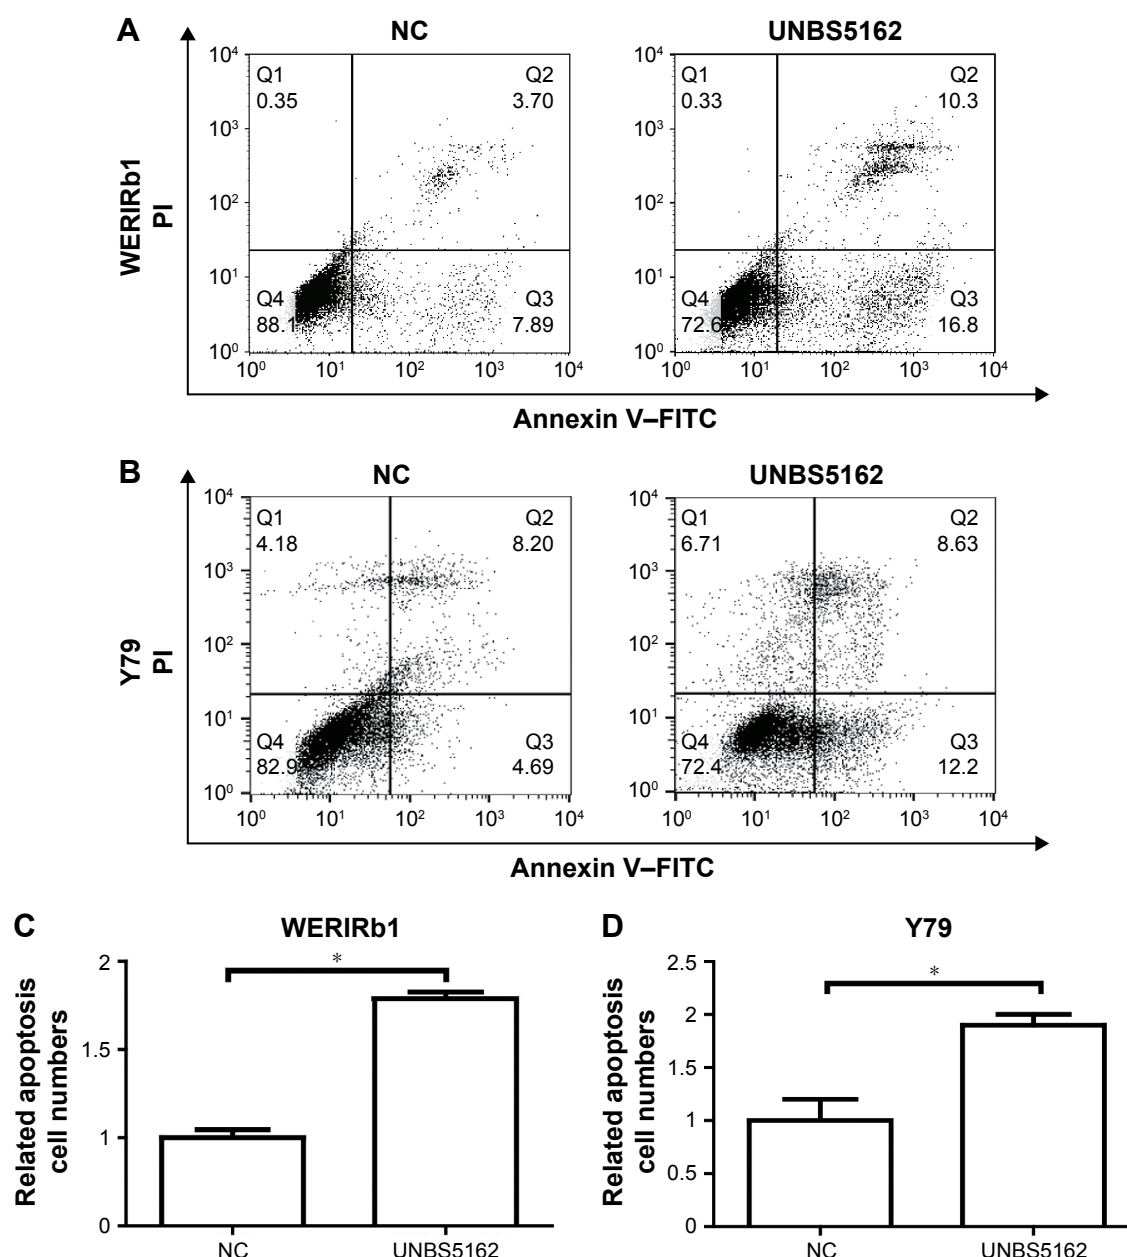 A
NC
UNBS5162
WERIRb1
PI
10⁴
10³
10²
10¹
10⁰
Q1
0.35
Q2
3.70
Q4
88.1
Q3
7.89
10⁰ 10¹ 10² 10³ 10⁴
10⁴
10³
10²
10¹
10⁰
Q1
0.33
Q2
10.3
Q4
72.6
Q3
16.8
10⁰ 10¹ 10² 10³ 10⁴
Annexin V–FITC
B
NC
UNBS5162
Y79
PI
10⁴
10³
10²
10¹
10⁰
Q1
4.18
Q2
8.20
Q4
82.9
Q3
4.69
10⁰ 10¹ 10² 10³ 10⁴
10⁴
10³
10²
10¹
10⁰
Q1
6.71
Q2
8.63
Q4
72.4
Q3
12.2
10⁰ 10¹ 10² 10³ 10⁴
Annexin V–FITC
C
WERIRb1
Related apoptosis
cell numbers
2
1.5
1
0
*
NC UNBS5162
D
Y79
Related apoptosis
cell numbers
2.5
2
1.5
1
0.5
0
*
NC UNBS5162